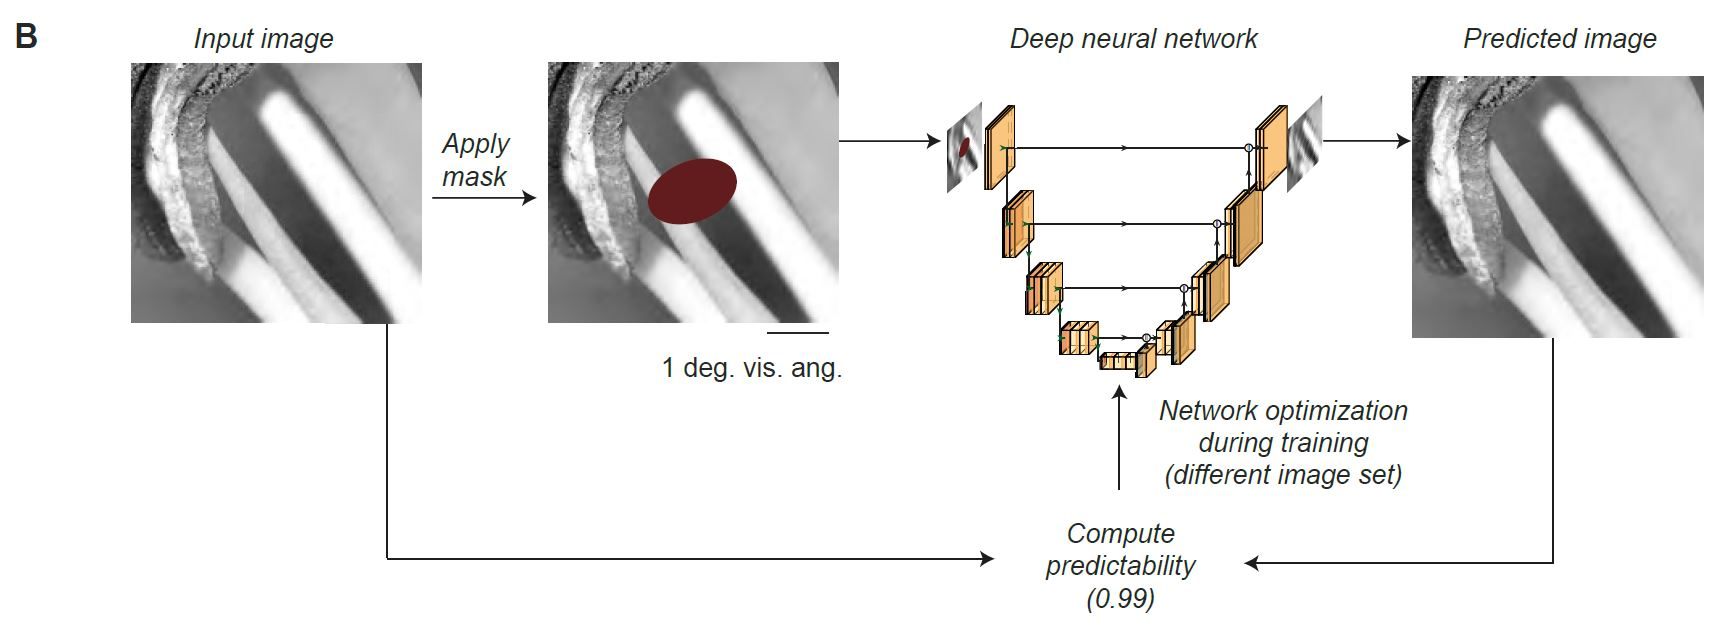 B
Input image
Deep neural network
Predicted image
Apply
mask
1 deg. vis. ang.
Network optimization
during training
(different image set)
Compute
predictability
(0.99)